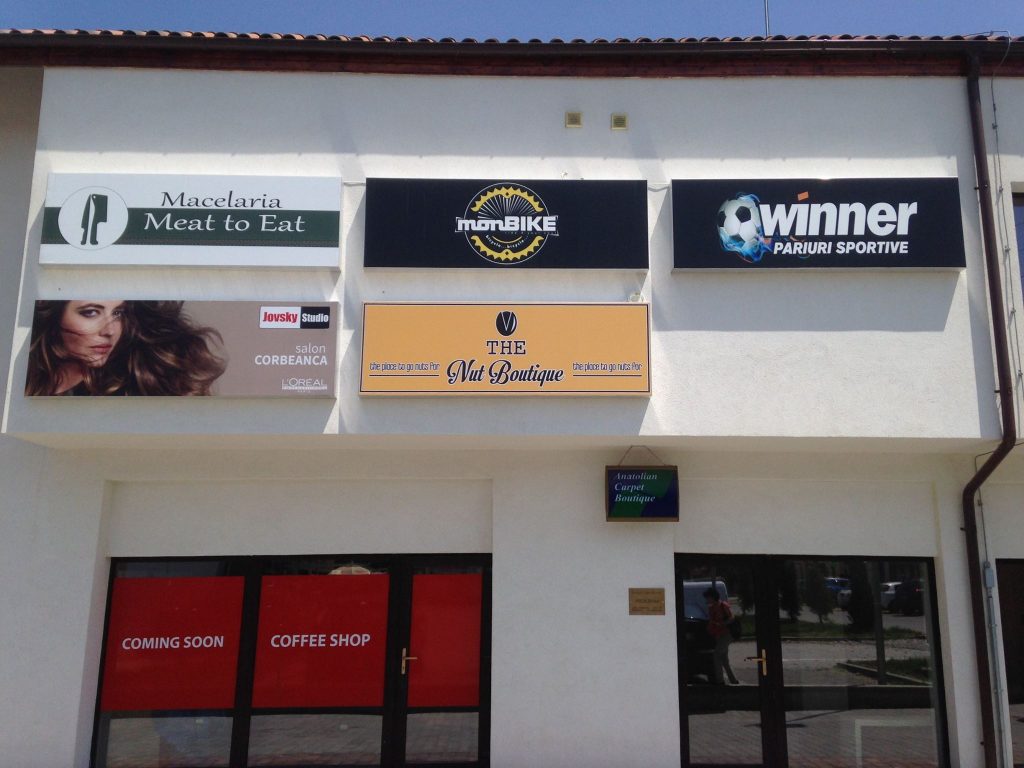 Macelaria
Meat to Eat
mōnBIKE
winner
PARIURI SPORTIVE
Jovsky Studio
salon
CORBEANCA
L'ORÉAL
THE
the place to go nuts for Nut Boutique the place to go nuts for
Anatolian
Carpet
Boutique
COMING SOON
COFFEE SHOP